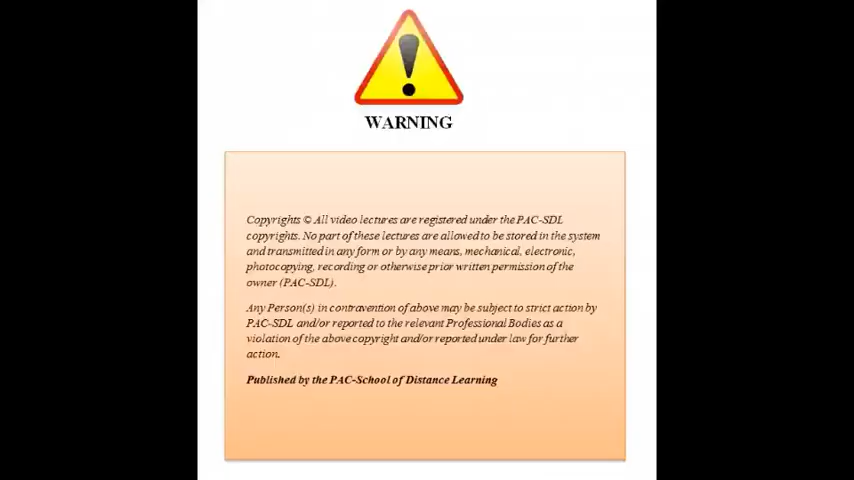 WARNING
Copyrights © All video lectures are registered under the PAC-SDL
copyrights. No part of these lectures are allowed to be stored in the system
and transmitted in any form or by any means, mechanical, electronic,
photocopying, recording or otherwise prior written permission of the
owner (PAC-SDL).
Any Person(s) in contravention of above may be subject to strict action by
PAC-SDL and/or reported to the relevant Professional Bodies as a
violation of the above copyright and/or reported under law for further
action.
Published by the PAC-School of Distance Learning